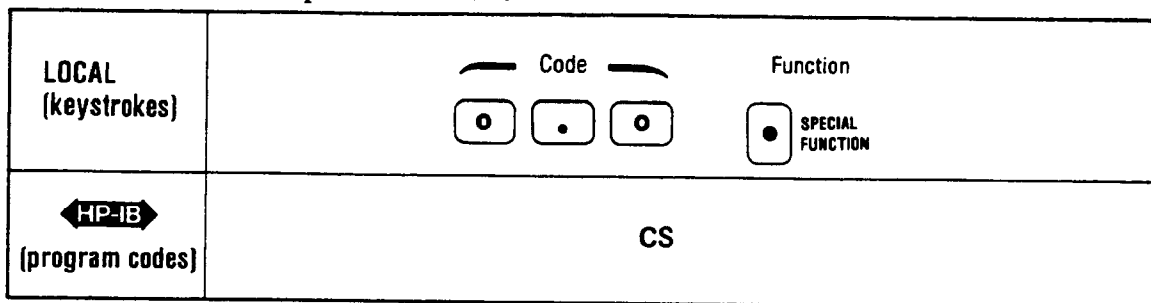 LOCAL
(keystrokes)
Code
Function
0 . 0
SPECIAL
FUNCTION
HP-IB
(program codes)
CS